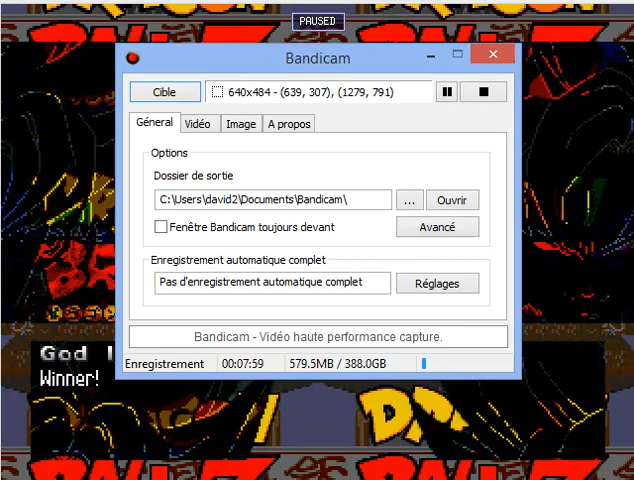 PAUSED
Bandicam
Cible
640x484 - (639, 307), (1279, 791)
Géneral Vidéo Image A propos
Options
Dossier de sortie
C:\Users\david2\Documents\Bandicam\ ... Ouvrir
Fenêtre Bandicam toujours devant Avancé
Enregistrement automatique complet
Pas d'enregistrement automatique complet Réglages
Bandicam - Vidéo haute performance capture.
Enregistrement 00:07:59 579.5MB / 388.0GB
God
Winner!